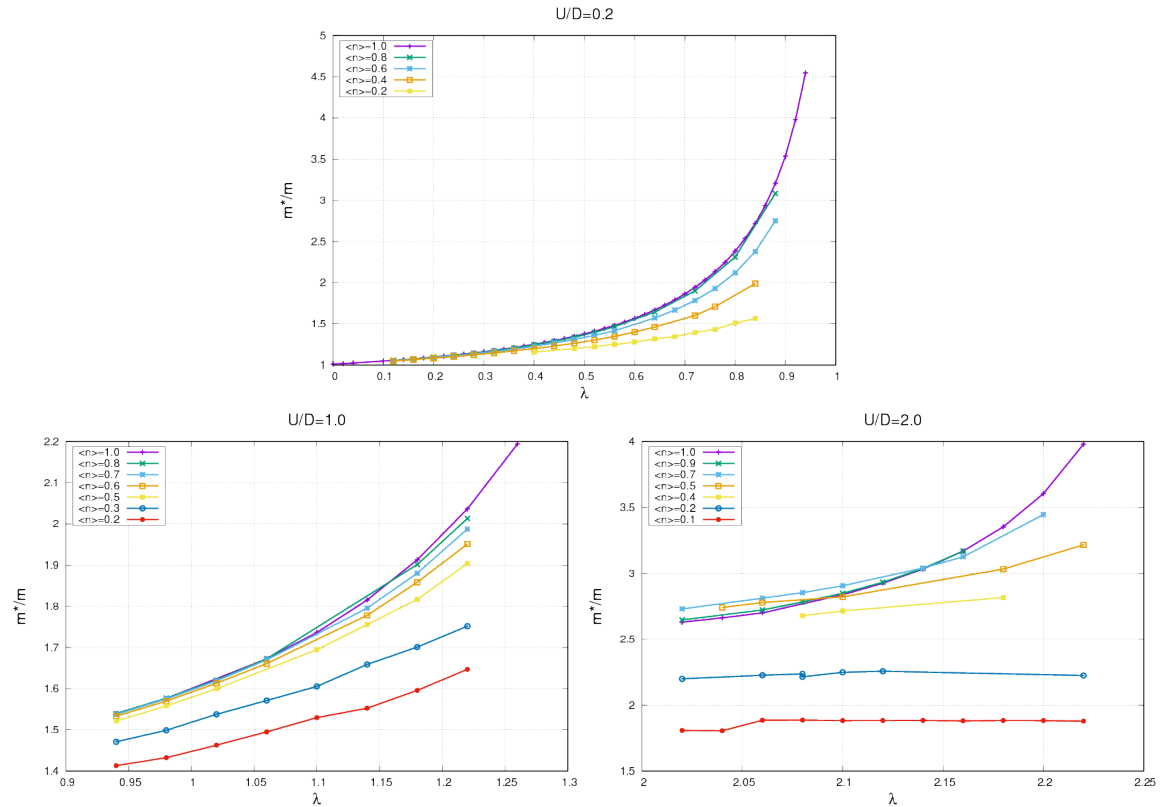 U/D=0.2
5
4.5
4
3.5
3
2.5
2
1.5
1
<n>=1.0
<n>=0.8
<n>=0.6
<n>=0.4
<n>=0.2
m*/m
0
0.1
0.2
0.3
0.4
0.5
0.6
0.7
0.8
0.9
1
λ
U/D=1.0
2.2
2.1
2
1.9
1.8
1.7
1.6
1.5
1.4
<n>=1.0
<n>=0.8
<n>=0.7
<n>=0.6
<n>=0.5
<n>=0.3
<n>=0.2
m*/m
0.9
0.95
1
1.05
1.1
1.15
1.2
1.25
1.3
λ
U/D=2.0
4
3.5
3
2.5
2
1.5
<n>=1.0
<n>=0.9
<n>=0.7
<n>=0.5
<n>=0.4
<n>=0.2
<n>=0.1
m*/m
2
2.05
2.1
2.15
2.2
2.25
λ